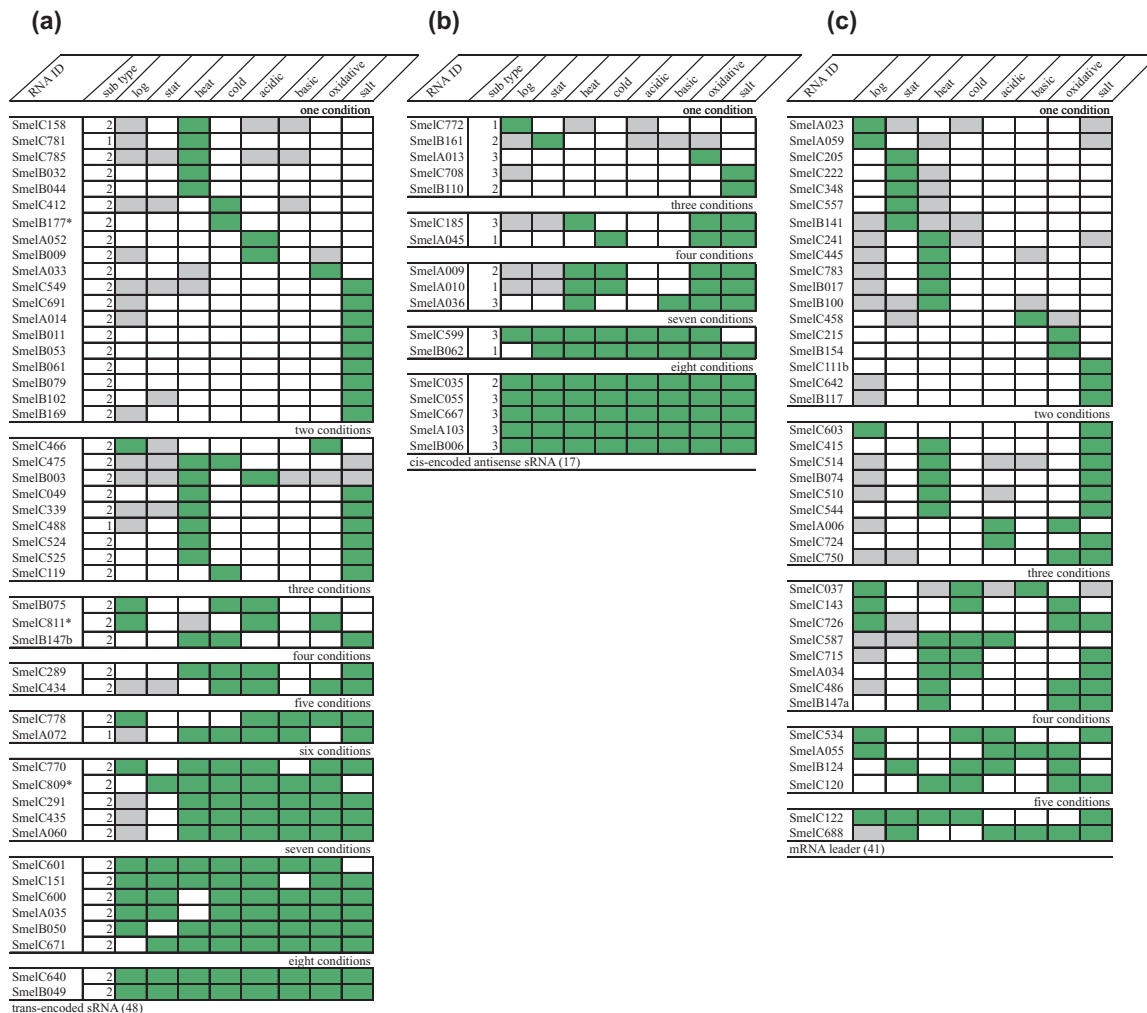 (a)
RNA ID sub type log stat heat cold acidic basic oxidative salt
one condition
SmelC158 2
SmelC781 1
SmelC785 2
SmelB032 2
SmelB044 2
SmelC412 2
SmelB177* 2
SmelA052 2
SmelB009 2
SmelA033 2
SmelC549 2
SmelC691 2
SmelA014 2
SmelB011 2
SmelB053 2
SmelB061 2
SmelB079 2
SmelB102 2
SmelB169 2
two conditions
SmelC466 2
SmelC475 2
SmelB003 2
SmelC049 2
SmelC339 2
SmelC488 1
SmelC524 2
SmelC525 2
SmelC119 2
three conditions
SmelB075 2
SmelC811* 2
SmelB147b 2
four conditions
SmelC289 2
SmelC434 2
five conditions
SmelC778 2
SmelA072 1
six conditions
SmelC770 2
SmelC809* 2
SmelC291 2
SmelC435 2
SmelA060 2
seven conditions
SmelC601 2
SmelC151 2
SmelC600 2
SmelA035 2
SmelB050 2
SmelC671 2
eight conditions
SmelC640 2
SmelB049 2
trans-encoded sRNA (48)
(b)
RNA ID sub type log stat heat cold acidic basic oxidative salt
one condition
SmelC772 1
SmelB161 2
SmelA013 3
SmelC708 3
SmelB110 2
three conditions
SmelC185 3
SmelA045 1
four conditions
SmelA009 2
SmelA010 1
SmelA036 3
seven conditions
SmelC599 3
SmelB062 1
eight conditions
SmelC035 2
SmelC055 3
SmelC667 3
SmelA103 3
SmelB006 3
cis-encoded antisense sRNA (17)
(c)
RNA ID log stat heat cold acidic basic oxidative salt
one condition
SmelA023
SmelA059
SmelC205
SmelC222
SmelC348
SmelC557
SmelB141
SmelC241
SmelC445
SmelC783
SmelB017
SmelB100
SmelC458
SmelC215
SmelB154
SmelC111b
SmelC642
SmelB117
two conditions
SmelC603
SmelC415
SmelC514
SmelB074
SmelC510
SmelC544
SmelA006
SmelC724
SmelC750
three conditions
SmelC037
SmelC143
SmelC726
SmelC587
SmelC715
SmelA034
SmelC486
SmelB147a
four conditions
SmelC534
SmelA055
SmelB124
SmelC120
five conditions
SmelC122
SmelC688
mRNA leader (41)